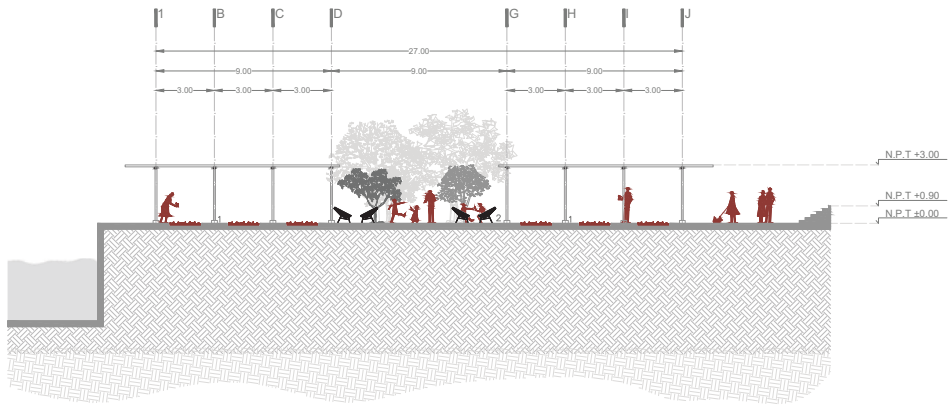 1 B C D G H I J
27.00
9.00 9.00 9.00
3.00 3.00 3.00 3.00 3.00 3.00
N.P.T +3.00
N.P.T +0.90
N.P.T +0.00
1 2 1